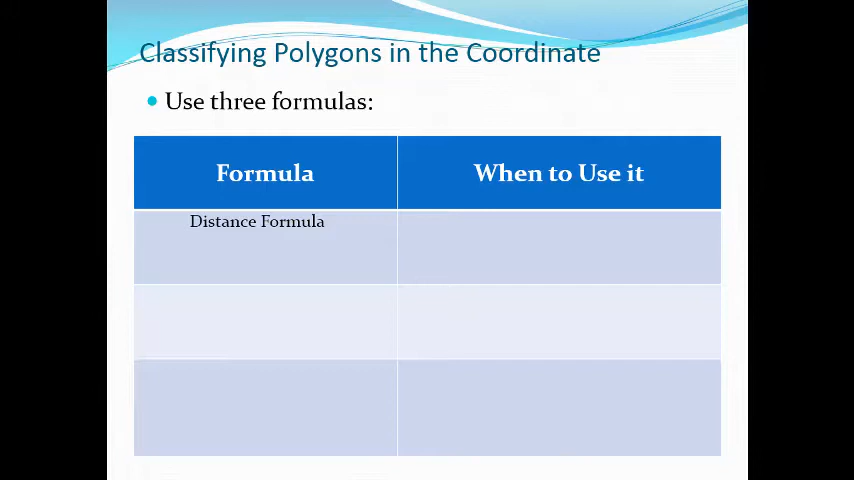 Classifying Polygons in the Coordinate
Use three formulas:
Formula
When to Use it
Distance Formula